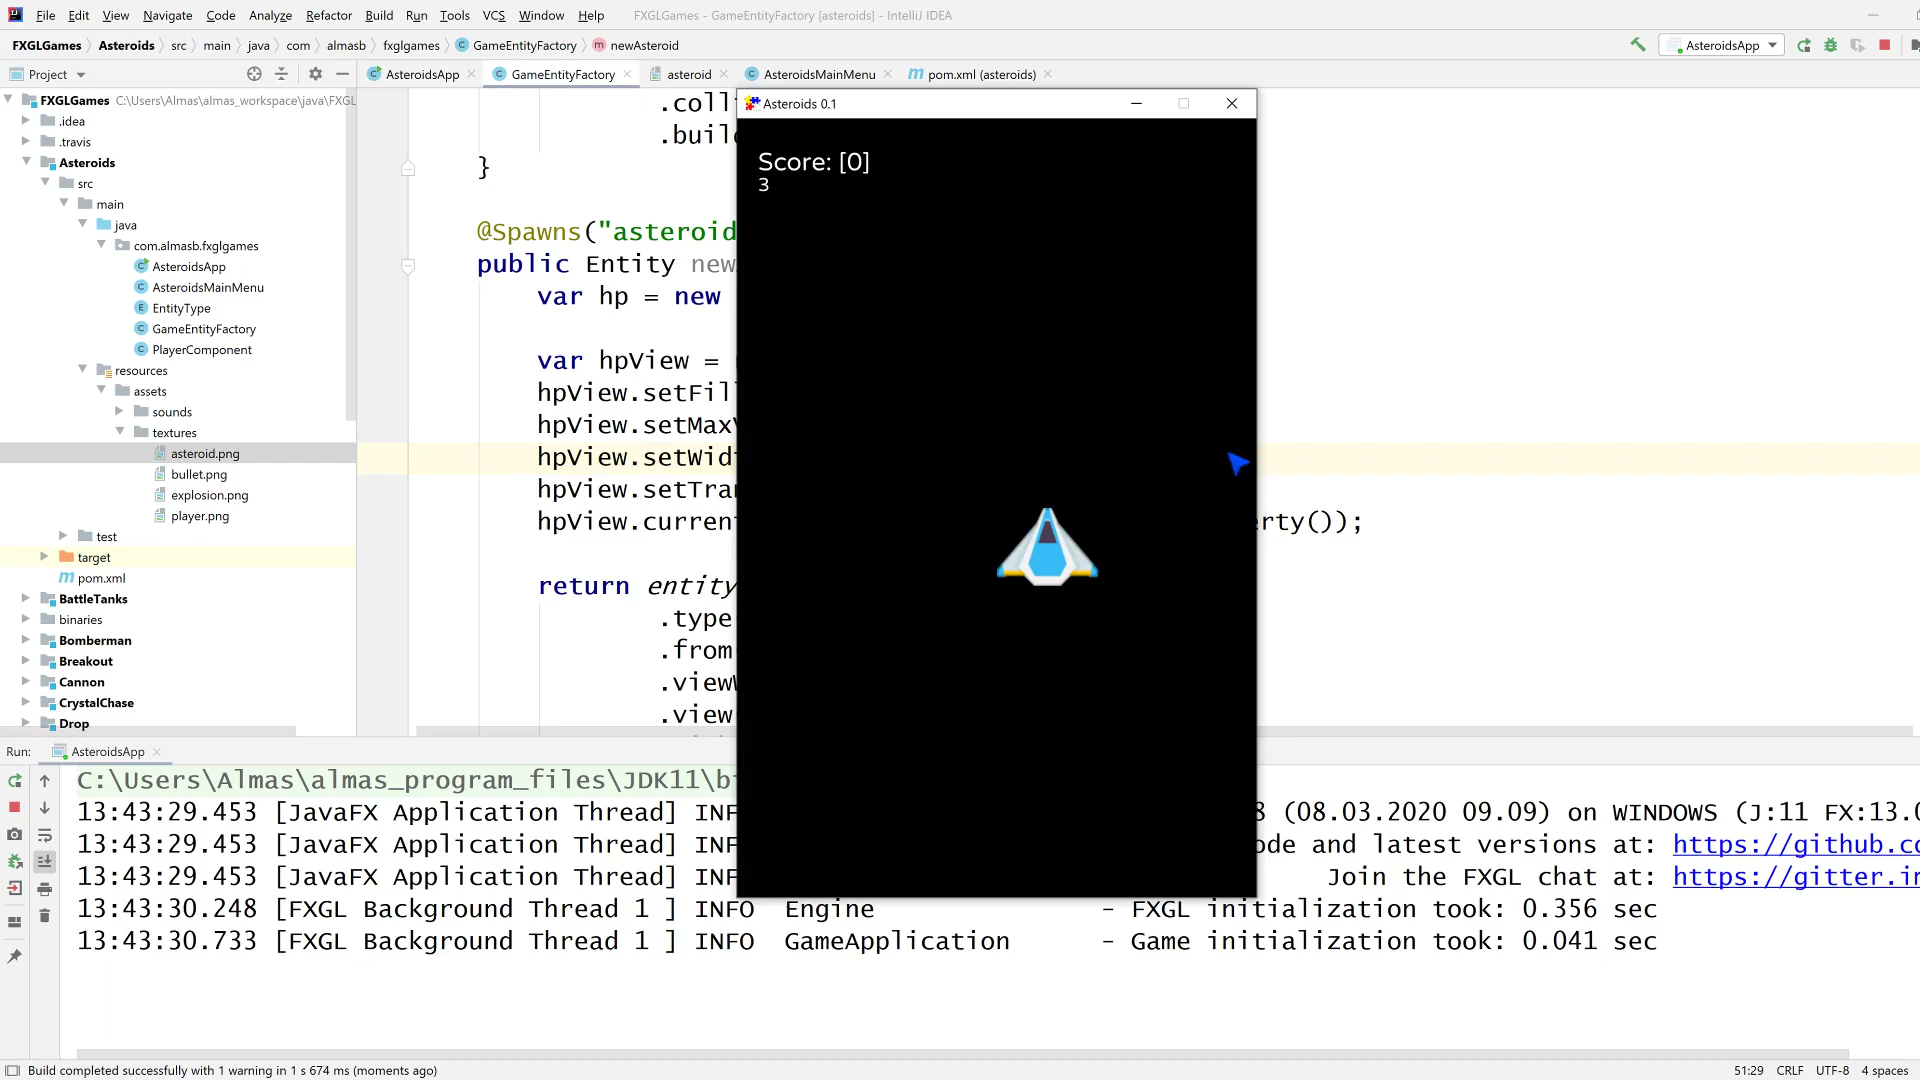 File Edit View Navigate Code Analyze Refactor Build Run Tools VCS Window Help FXGLGames - GameEntityFactory [asteroids] - IntelliJ IDEA
FXGLGames Asteroids src main java com almasb fxglgames GameEntityFactory newAsteroid AsteroidsApp
Project AsteroidsApp GameEntityFactory asteroid AsteroidsMainMenu pom.xml (asteroids)
FXGLGames C:\Users\Almas\almas_workspace\java\FXGL
.idea
.travis
Asteroids
src
main
java
com.almasb.fxglgames
AsteroidsApp
AsteroidsMainMenu
EntityType
GameEntityFactory
PlayerComponent
resources
assets
sounds
textures
asteroid.png
bullet.png
explosion.png
player.png
test
target
pom.xml
BattleTanks
binaries
Bomberman
Breakout
Cannon
CrystalChase
Drop
.coll
.build
}
@Spawns("asteroid
public Entity new
var hp = new
var hpView =
hpView.setFil
hpView.setMax
hpView.setWid
hpView.setTra
hpView.curren erty());
return entity
.type
.from
.view
.view
Asteroids 0.1
Score: [0]
3
Run: AsteroidsApp
C:\Users\Almas\almas_program_files\JDK11\bi
13:43:29.453 [JavaFX Application Thread] INF 8 (08.03.2020 09.09) on WINDOWS (J:11 FX:13.0
13:43:29.453 [JavaFX Application Thread] INF ode and latest versions at: https://github.co
13:43:29.453 [JavaFX Application Thread] INF Join the FXGL chat at: https://gitter.i
13:43:30.248 [FXGL Background Thread 1 ] INFO Engine - FXGL initialization took: 0.356 sec
13:43:30.733 [FXGL Background Thread 1 ] INFO GameApplication - Game initialization took: 0.041 sec
Build completed successfully with 1 warning in 1 s 674 ms (moments ago) 51:29 CRLF UTF-8 4 spaces